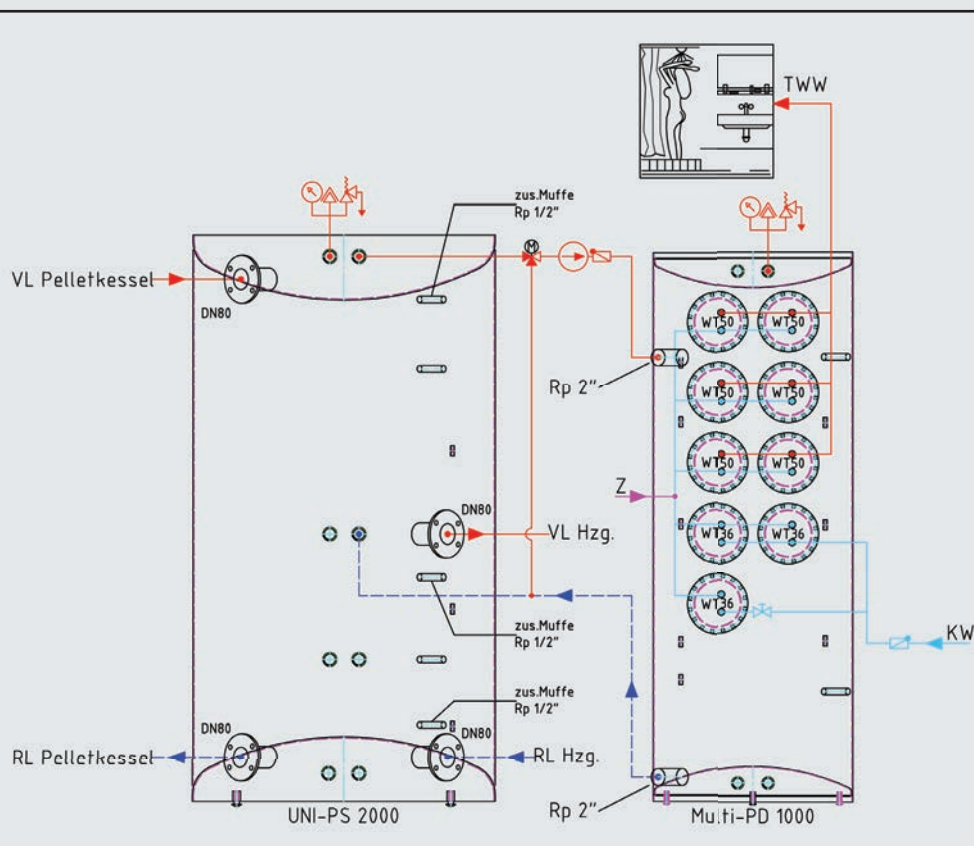 TWW
zus.Muffe
Rp 1/2"
M
VL Pelletkessel
DN80
WT50
WT50
Rp 2"
WT50
WT50
WT50
WT50
Z
DN80
VL Hzg.
WT36
WT36
WT36
zus.Muffe
Rp 1/2"
KW
zus.Muffe
Rp 1/2"
DN80
DN80
RL Pelletkessel
RL Hzg.
Rp 2"
UNI-PS 2000
Multi-PD 1000